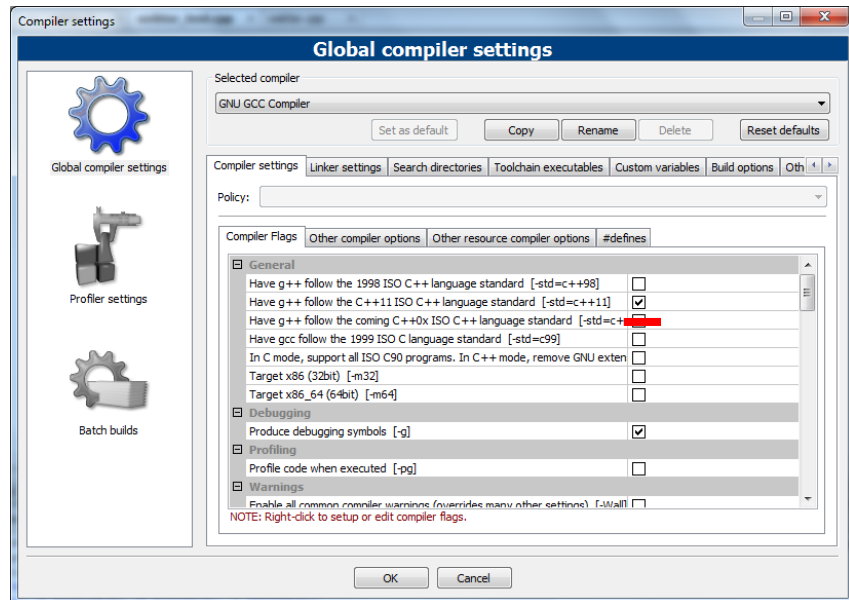 Compiler settings
Global compiler settings
Global compiler settings
Profiler settings
Batch builds
Selected compiler
GNU GCC Compiler
Set as default Copy Rename Delete Reset defaults
Compiler settings Linker settings Search directories Toolchain executables Custom variables Build options Oth
Policy:
Compiler Flags Other compiler options Other resource compiler options #defines
General
Have g++ follow the 1998 ISO C++ language standard [-std=c++98]
Have g++ follow the C++11 ISO C++ language standard [-std=c++11]
Have g++ follow the coming C++0x ISO C++ language standard [-std=c+
Have gcc follow the 1999 ISO C language standard [-std=c99]
In C mode, support all ISO C90 programs. In C++ mode, remove GNU exten
Target x86 (32bit) [-m32]
Target x86_64 (64bit) [-m64]
Debugging
Produce debugging symbols [-g]
Profiling
Profile code when executed [-pg]
Warnings
Enable all common compiler warnings (overrides many other settings) [-Wall]
NOTE: Right-click to setup or edit compiler flags.
OK Cancel